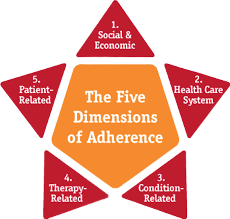 1.
Social &
Economic
2.
Health Care
System
3.
Condition-
Related
4.
Therapy-
Related
5.
Patient-
Related
The Five
Dimensions
of Adherence